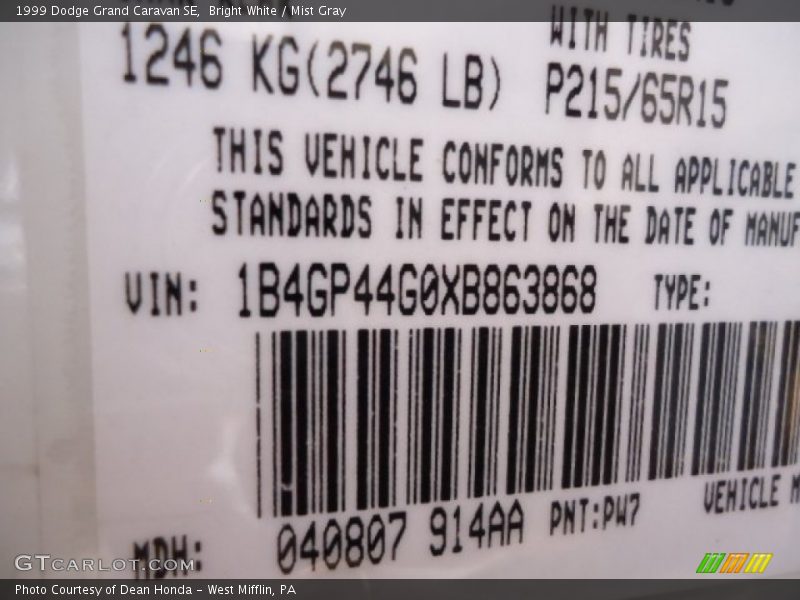 1999 Dodge Grand Caravan SE, Bright White / Mist Gray
WITH TIRES
1246 KG(2746 LB) P215/65R15
THIS VEHICLE CONFORMS TO ALL APPLICABLE
STANDARDS IN EFFECT ON THE DATE OF MANUF
VIN: 1B4GP44G0XB863868 TYPE:
MDH: 040807 914AA PNT:PW7 VEHICLE M
GTCARLOT.COM
Photo Courtesy of Dean Honda - West Mifflin, PA